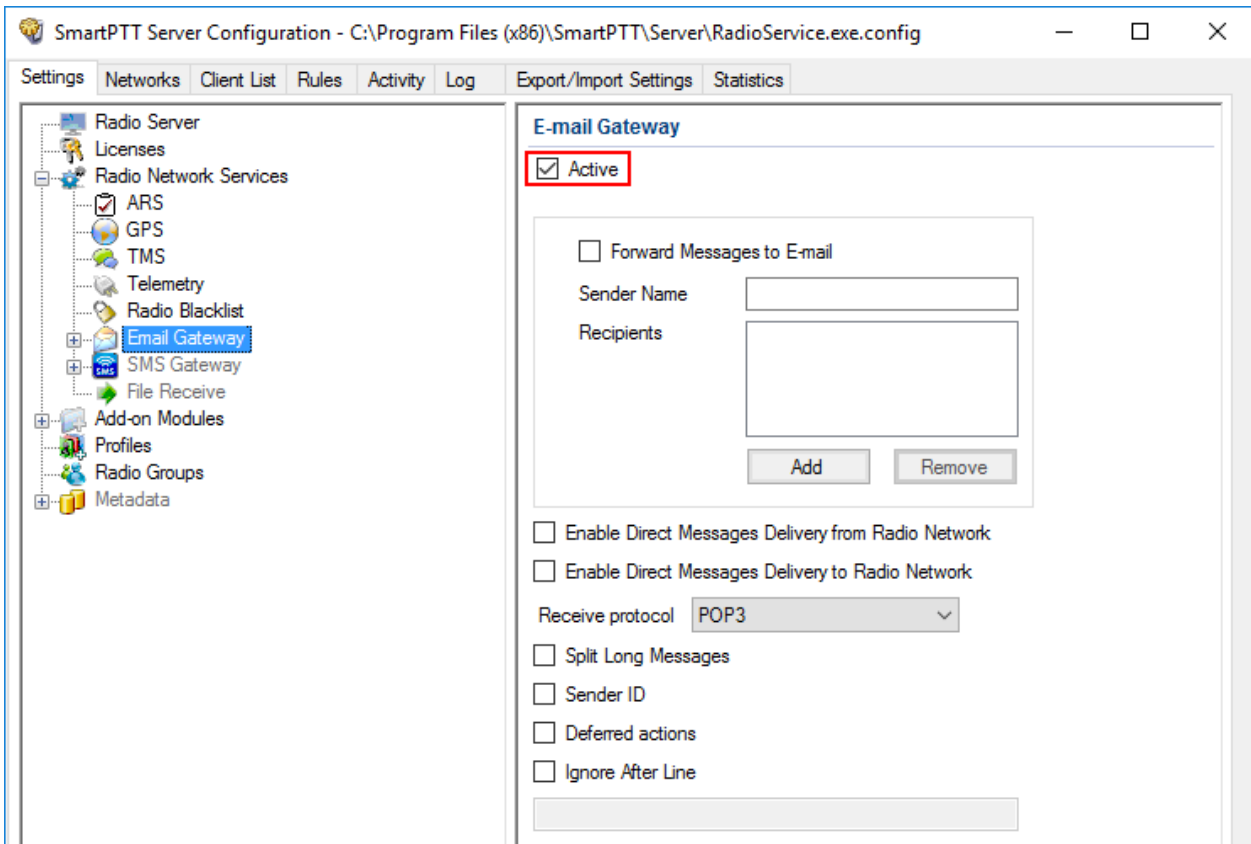 SmartPTT Server Configuration - C:\Program Files (x86)\SmartPTT\Server\RadioService.exe.config
Settings Networks Client List Rules Activity Log Export/Import Settings Statistics
Radio Server
Licenses
Radio Network Services
ARS
GPS
TMS
Telemetry
Radio Blacklist
Email Gateway
SMS
SMS Gateway
File Receive
Add-on Modules
Profiles
Radio Groups
Metadata
E-mail Gateway
Active
Forward Messages to E-mail
Sender Name
Recipients
Add Remove
Enable Direct Messages Delivery from Radio Network
Enable Direct Messages Delivery to Radio Network
Receive protocol POP3
Split Long Messages
Sender ID
Deferred actions
Ignore After Line